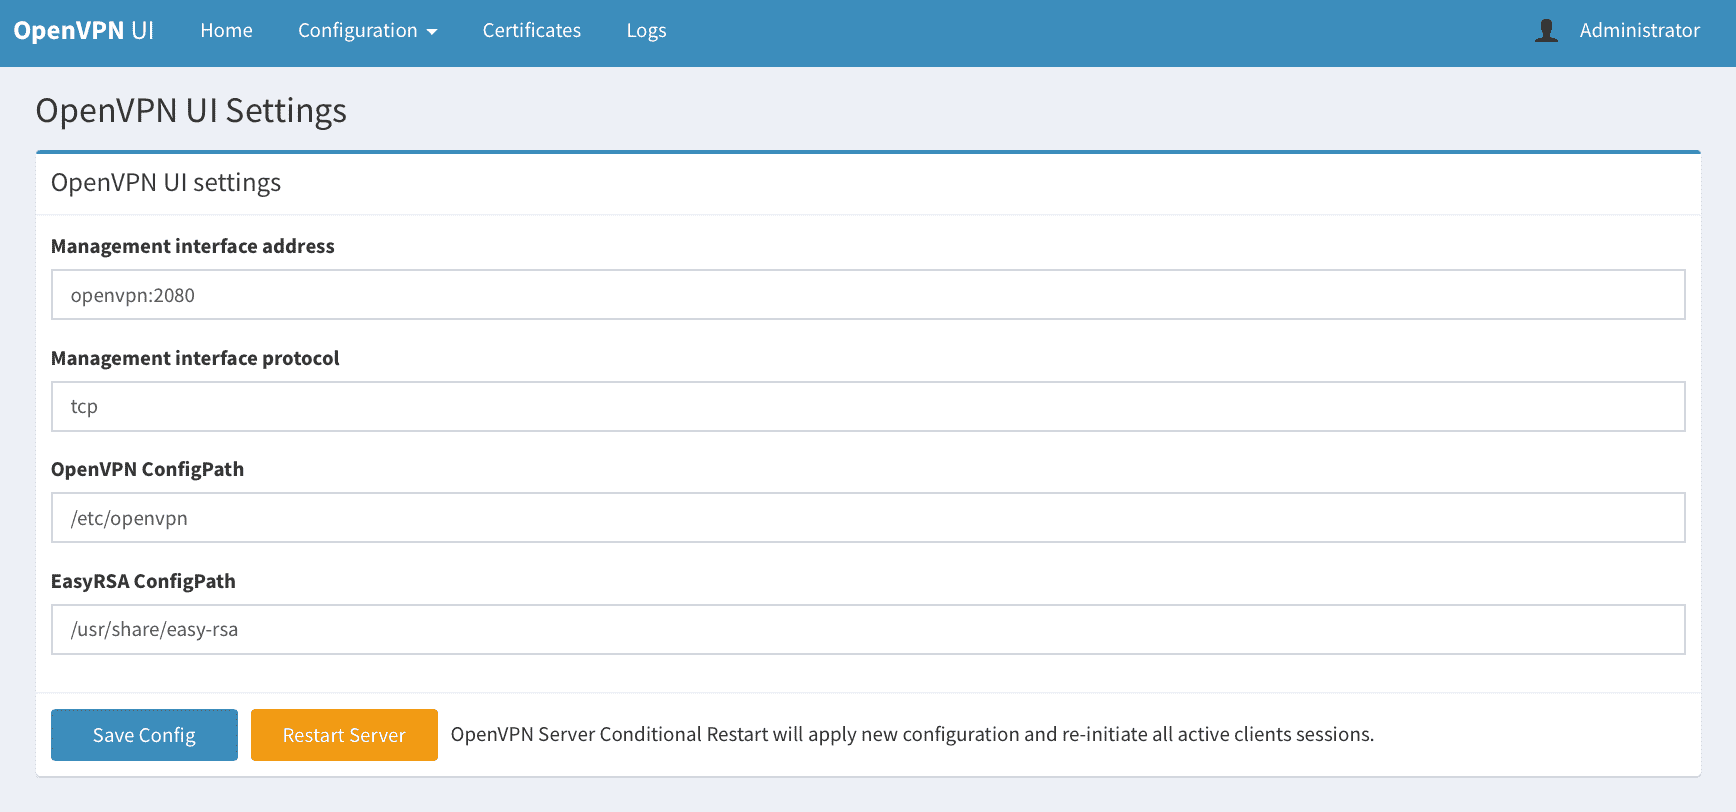 OpenVPN UI Home Configuration Certificates Logs Administrator
OpenVPN UI Settings
OpenVPN UI settings
Management interface address
openvpn:2080
Management interface protocol
tcp
OpenVPN ConfigPath
/etc/openvpn
EasyRSA ConfigPath
/usr/share/easy-rsa
Save Config Restart Server OpenVPN Server Conditional Restart will apply new configuration and re-initiate all active clients sessions.